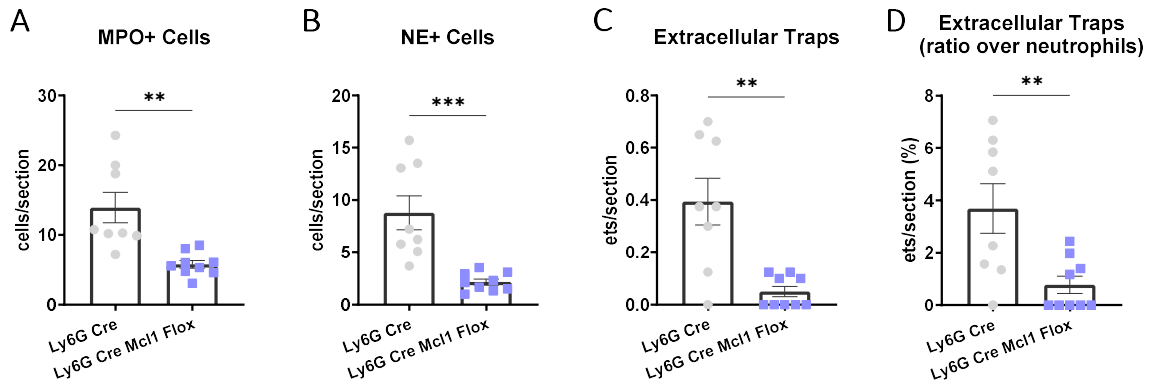 A
MPO+ Cells
**
30
20
10
0
cells/section
Ly6G Cre
Ly6G Cre Mcl1 Flox
B
NE+ Cells
***
20
15
10
5
0
cells/section
Ly6G Cre
Ly6G Cre Mcl1 Flox
C
Extracellular Traps
**
0.8
0.6
0.4
0.2
0.0
ets/section
Ly6G Cre
Ly6G Cre Mcl1 Flox
D
Extracellular Traps
(ratio over neutrophils)
**
8
6
4
2
0
ets/section (%)
Ly6G Cre
Ly6G Cre Mcl1 Flox